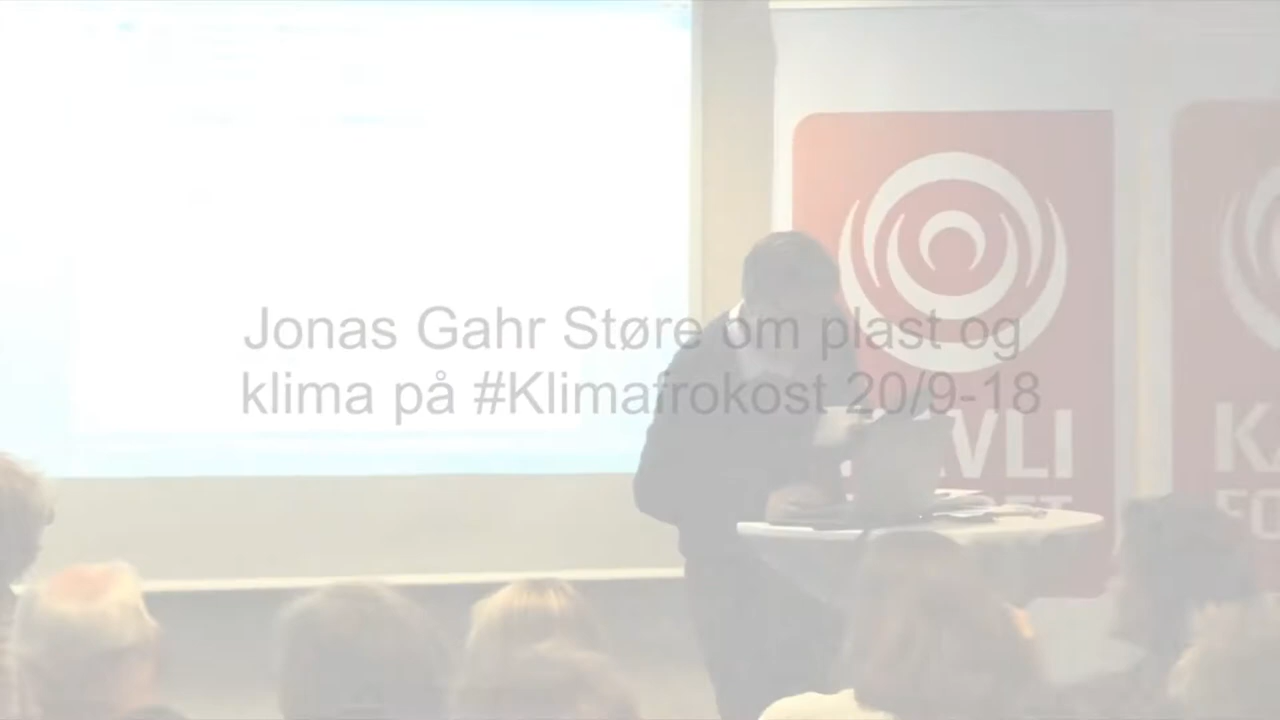 Jonas Gahr Støre om plast og
klima på #Klimafrokost 20/9-18